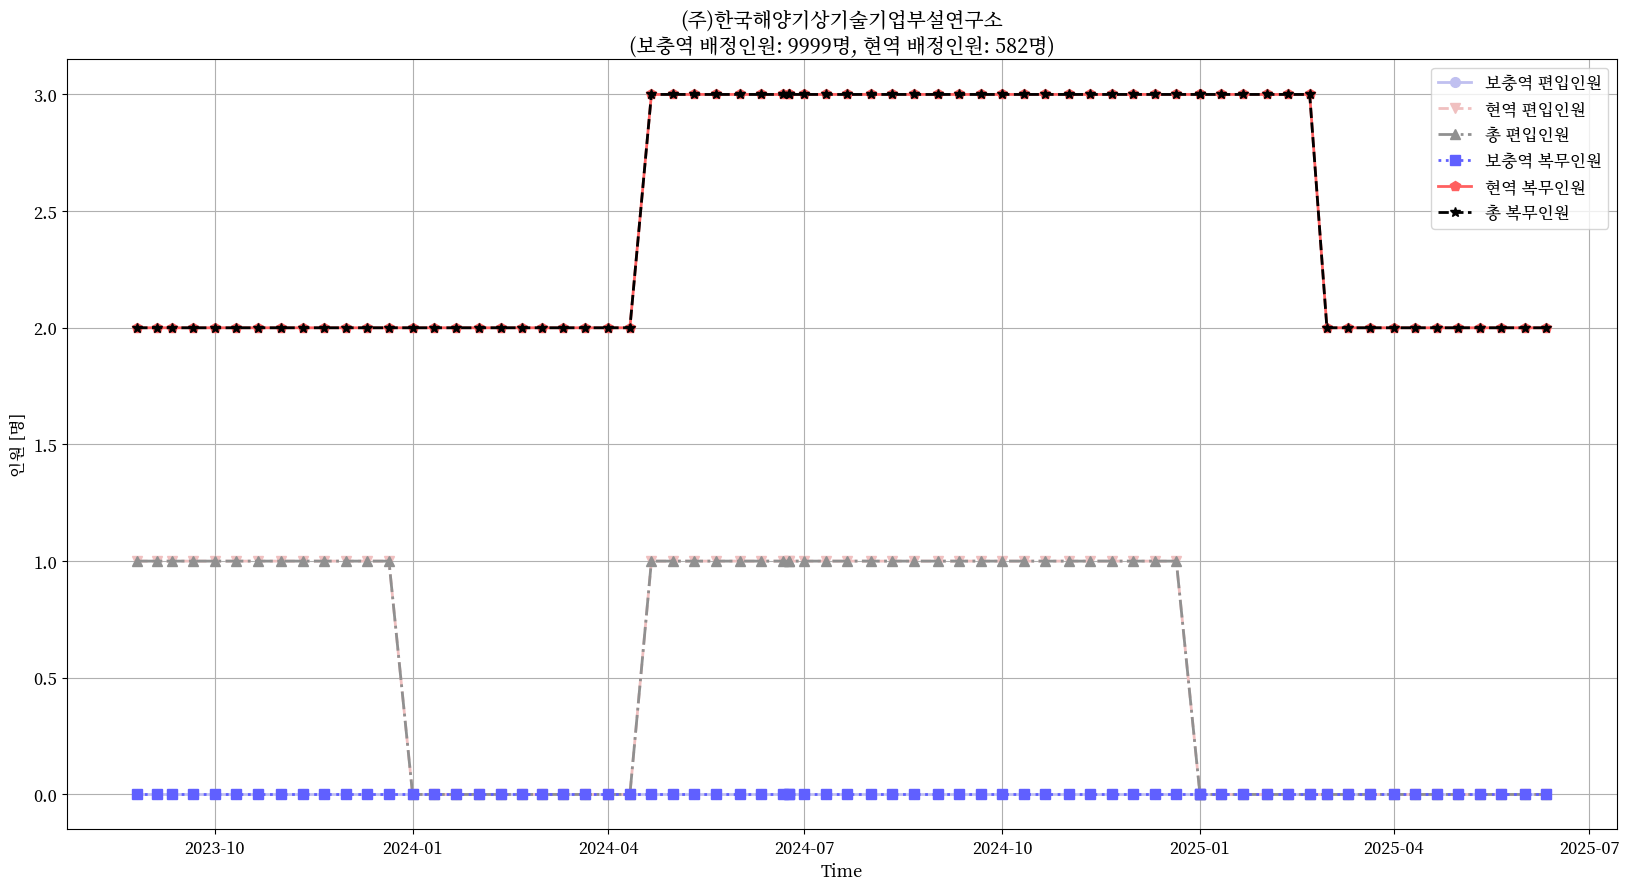 (주)한국해양기상기술기업부설연구소
(보충역 배정인원: 9999명, 현역 배정인원: 582명)
보충역 편입인원
현역 편입인원
총 편입인원
보충역 복무인원
현역 복무인원
총 복무인원
3.0
2.5
2.0
1.5
1.0
0.5
0.0
인원 [명]
2023-10
2024-01
2024-04
2024-07
2024-10
2025-01
2025-04
2025-07
Time